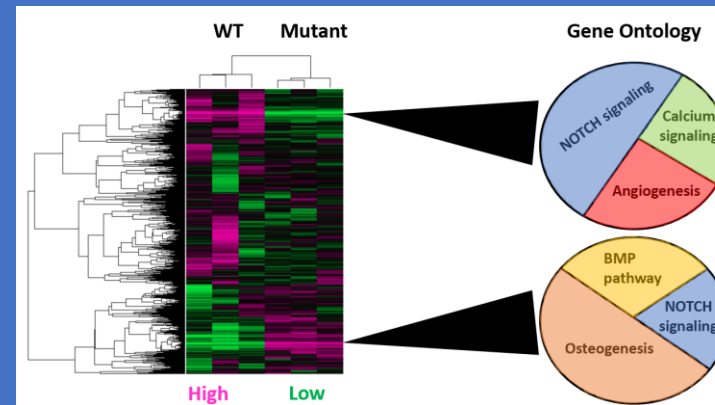 WT Mutant
Gene Ontology
NOTCH signaling
Calcium
signaling
Angiogenesis
BMP
pathway
NOTCH
signaling
Osteogenesis
High Low